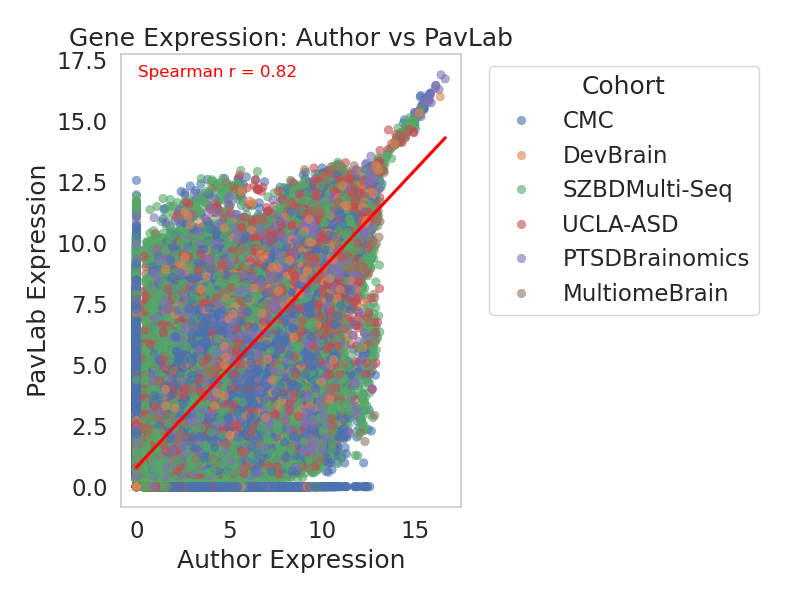 Gene Expression: Author vs PavLab
Spearman r = 0.82
17.5
15.0
12.5
10.0
7.5
5.0
2.5
0.0
PavLab Expression
0
5
10
15
Author Expression
Cohort
CMC
DevBrain
SZBDMulti-Seq
UCLA-ASD
PTSDBrainomics
MultiomeBrain